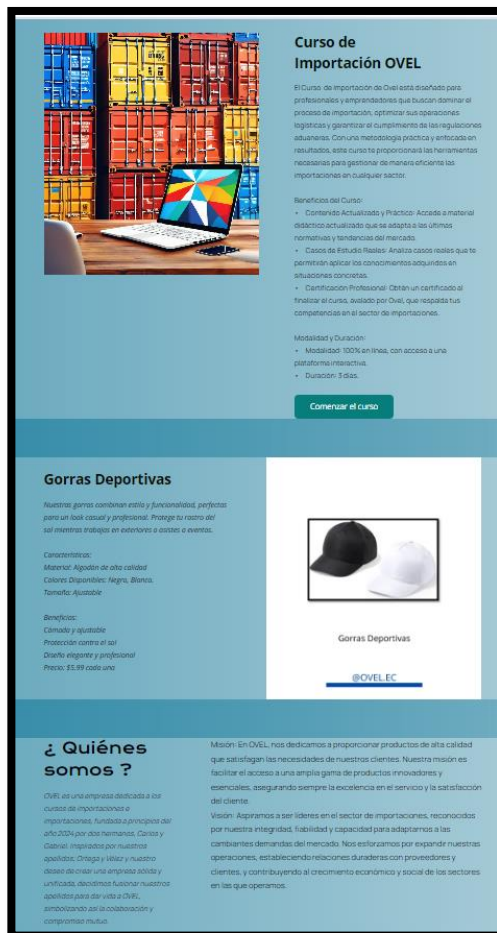 Curso de
Importación OVEL
El Curso de Importación de Ovel está diseñado para
profesionales y emprendedores que buscan dominar el
proceso de importación, optimizar sus operaciones
logísticas y garantizar el cumplimiento de las regulaciones
aduaneras. Con una metodología práctica y enfocada en
resultados, este curso te proporcionará las herramientas
necesarias para gestionar de manera eficiente las
importaciones en cualquier sector.
Beneficios del Curso:
• Contenido Actualizado y Práctico: Accede a material
didáctico actualizado que se adapta a las últimas
normativas y tendencias del mercado.
• Casos de Estudio Reales: Analiza casos reales que te
permitirán aplicar los conocimientos adquiridos en
situaciones concretas.
• Certificación Profesional: Obtén un certificado al
finalizar el curso, avalado por Ovel, que respalda tus
competencias en el sector de importaciones.
Modalidad y Duración:
• Modalidad: 100% en línea, con acceso a una
plataforma interactiva.
• Duración: 3 días.
Comenzar el curso
Gorras Deportivas
Nuestras gorras combinan estilo y funcionalidad, perfectas
para un look casual y profesional. Protege tu rostro del
sol mientras trabajas en exteriores o asistes a eventos.
Características:
Material: Algodón de alta calidad
Colores Disponibles: Negro, Blanco.
Tamaño: Ajustable
Beneficios:
Cómodo y ajustable
Protección contra el sol
Diseño elegante y profesional
Precio: $5.99 cada una
Gorras Deportivas
@OVEL.EC
¿ Quiénes
somos ?
OVEL es una empresa dedicada a los
cursos de importaciones e
importaciones, fundada a principios del
año 2024 por dos hermanos, Carlos y
Gabriel. Inspirados por nuestros
apellidos, Ortega y Vélez y nuestro
deseo de crear una empresa sólida y
unificada, decidimos fusionar nuestros
apellidos para dar vida a OVEL,
simbolizando así la colaboración y
compromiso mutuo.
Misión: En OVEL, nos dedicamos a proporcionar productos de alta calidad
que satisfagan las necesidades de nuestros clientes. Nuestra misión es
facilitar el acceso a una amplia gama de productos innovadores y
esenciales, asegurando siempre la excelencia en el servicio y la satisfacción
del cliente.
Visión: Aspiramos a ser líderes en el sector de importaciones, reconocidos
por nuestra integridad, fiabilidad y capacidad para adaptarnos a las
cambiantes demandas del mercado. Nos esforzamos por expandir nuestras
operaciones, estableciendo relaciones duraderas con proveedores y
clientes, y contribuyendo al crecimiento económico y social de los sectores
en las que operamos.